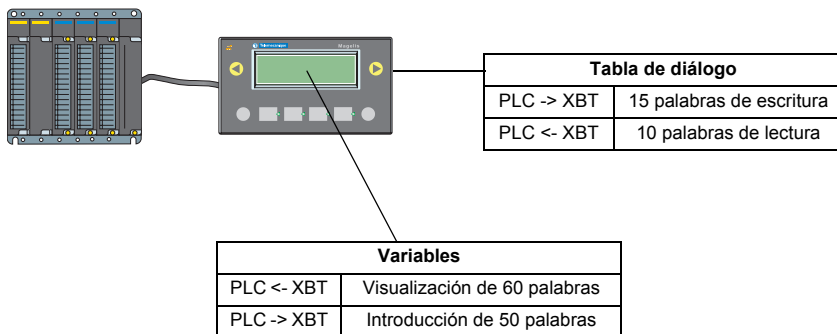 Telemecanique Magelis
Tabla de diálogo
PLC -> XBT 15 palabras de escritura
PLC <- XBT 10 palabras de lectura
Variables
PLC <- XBT Visualización de 60 palabras
PLC -> XBT Introducción de 50 palabras